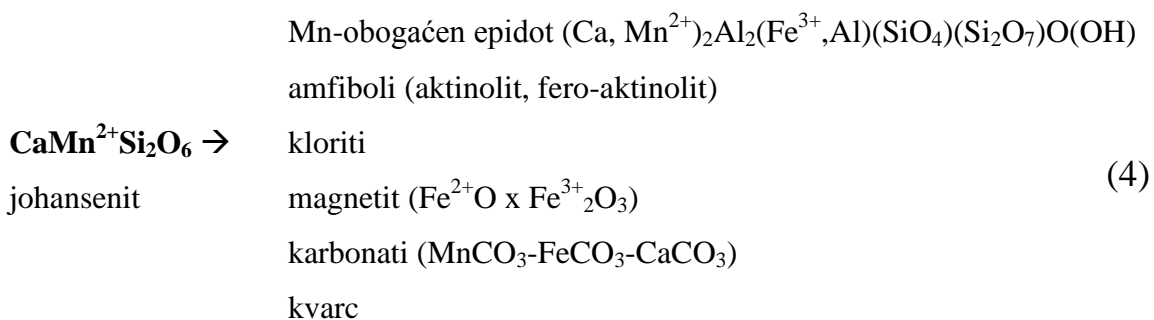 Mn-obogaćen epidot (Ca, Mn²⁺)₂Al₂(Fe³⁺,Al)(SiO₄)(Si₂O₇)O(OH)
amfiboli (aktinolit, fero-aktinolit)
CaMn²⁺Si₂O₆ → kloriti
johansenit magnetit (Fe²⁺O x Fe³⁺₂O₃)
(4)
karbonati (MnCO₃-FeCO₃-CaCO₃)
kvarc